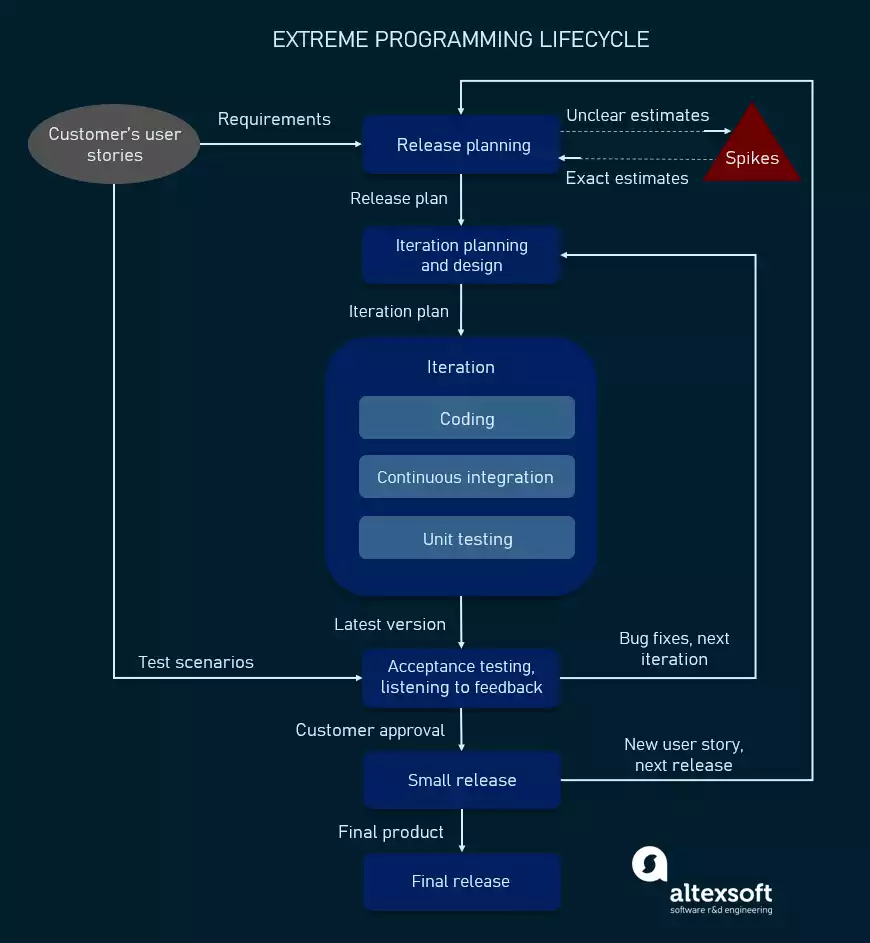 EXTREME PROGRAMMING LIFECYCLE
Customer's user
stories
Requirements
Release planning
Unclear estimates
Spikes
Exact estimates
Release plan
Iteration planning
and design
Iteration plan
Iteration
Coding
Continuous integration
Unit testing
Latest version
Bug fixes, next
iteration
Test scenarios
Acceptance testing,
listening to feedback
Customer approval
New user story,
next release
Small release
Final product
Final release
altexsoft
software r&d engineering